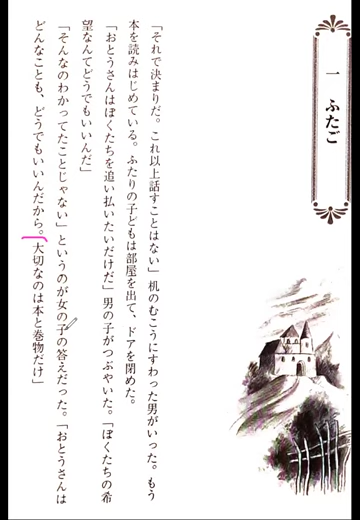 一 ふたご
「それで決まりだ。これ以上話すことはない」机のむこうにすわった男がいった。もう
本を読みはじめている。ふたりの子どもは部屋を出て、ドアを閉めた。
「おとうさんはぼくたちを追い払いたいだけだ」男の子がつぶやいた。「ぼくたちの希
望なんてどうでもいいんだ」
「そんなのわかってたことじゃない」というのが女の子の答えだった。「おとうさんは
どんなことも、どうでもいいんだから。大切なのは本と巻物だけ」